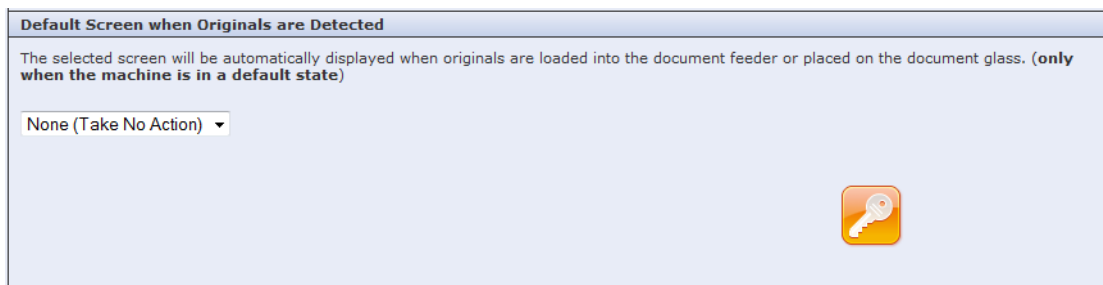 Default Screen when Originals are Detected
The selected screen will be automatically displayed when originals are loaded into the document feeder or placed on the document glass. (only
when the machine is in a default state)
None (Take No Action)